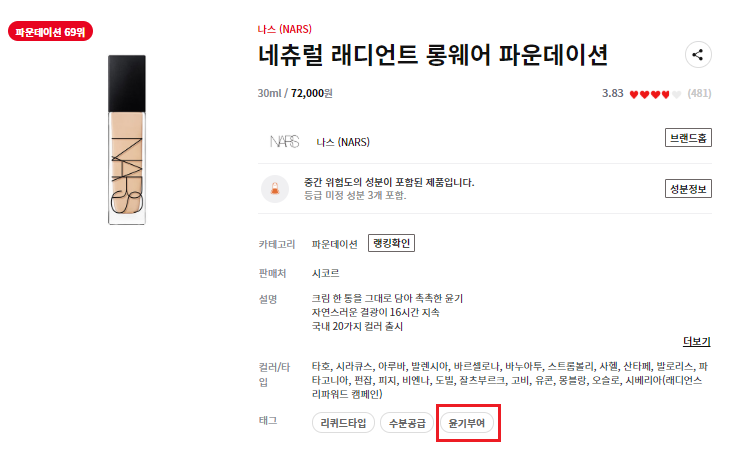 파운데이션 69위
나스 (NARS)
네츄럴 래디언트 롱웨어 파운데이션
30ml / 72,000원
3.83 (481)
NARS
NARS 나스 (NARS)
브랜드홈
중간 위험도의 성분이 포함된 제품입니다.
등급 미정 성분 3개 포함.
성분정보
카테고리 파운데이션 랭킹확인
판매처 시코르
설명 크림 한 통을 그대로 담아 촉촉한 윤기
자연스러운 결광이 16시간 지속
국내 20가지 컬러 출시
더보기
컬러/타
입
타호, 시라큐스, 아루바, 발렌시아, 바르셀로나, 바누아투, 스트롬볼리, 사헬, 산타페, 발로리스, 파
타고니아, 펀잡, 피지, 비엔나, 도빌, 잘츠부르크, 고비, 유콘, 몽블랑, 오슬로, 시베리아(래디언스
리파워드 캠페인)
태그 리퀴드타입 수분공급 윤기부여